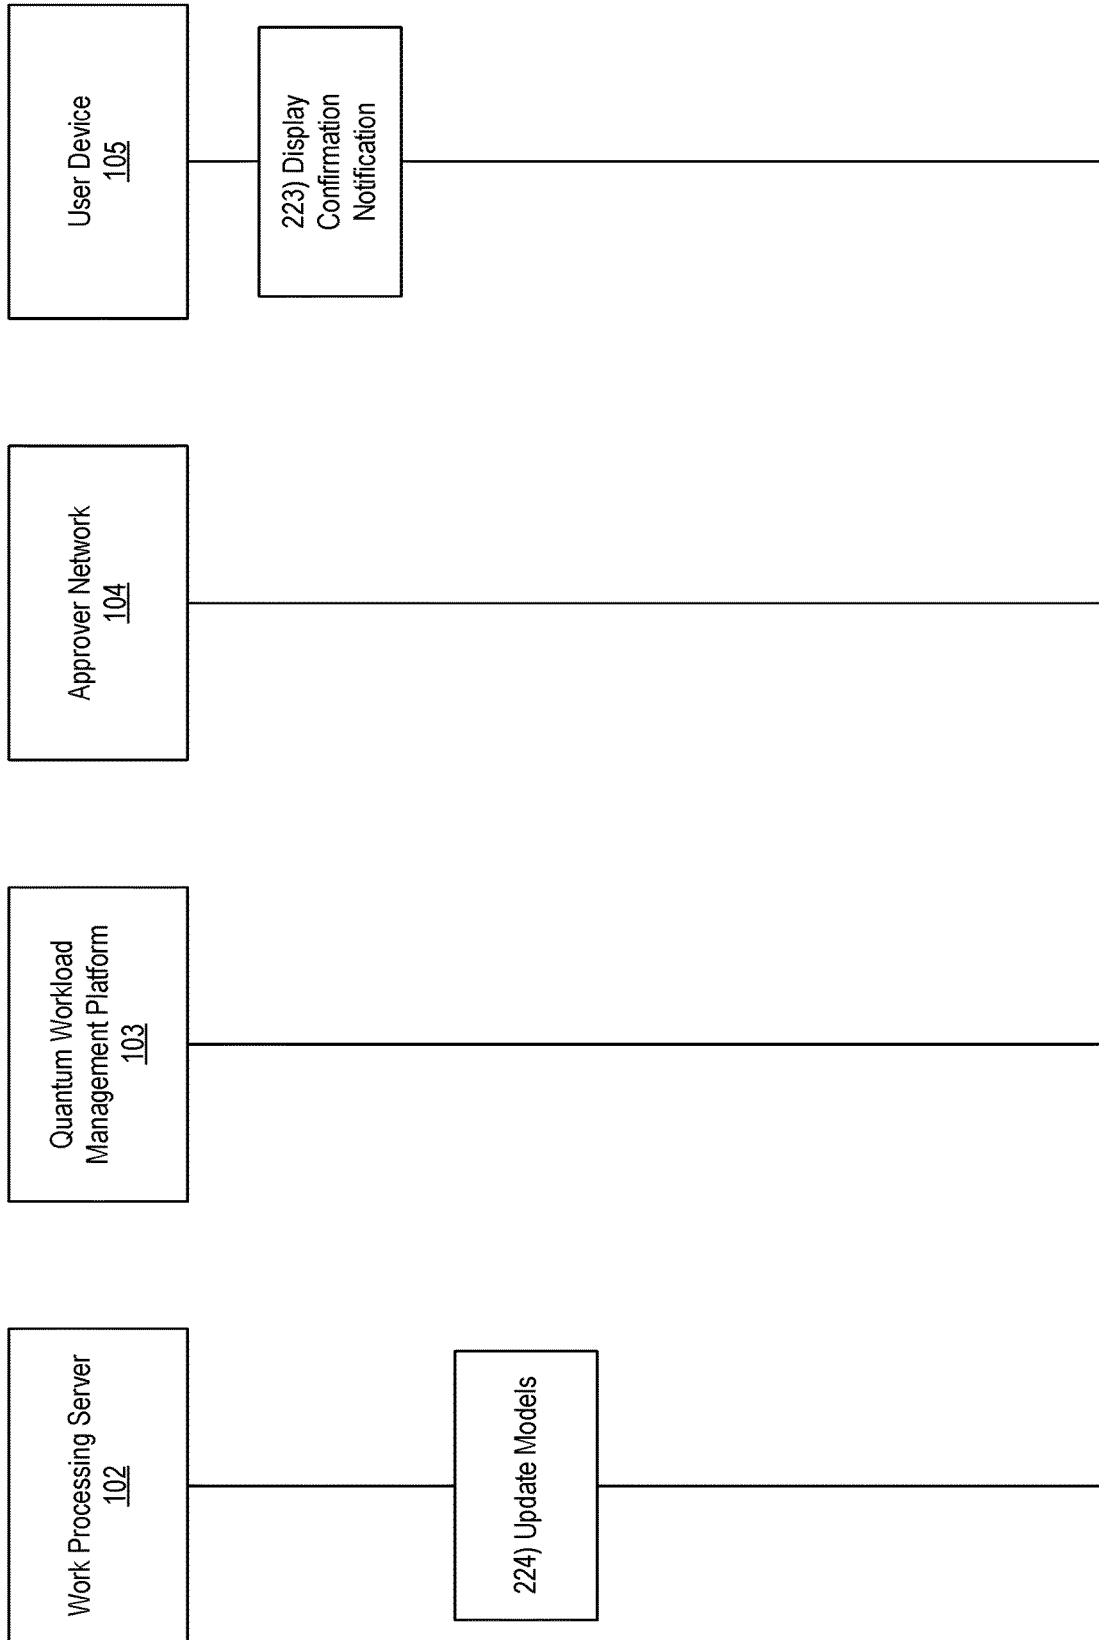 Work Processing Server
102
Quantum Workload
Management Platform
103
Approver Network
104
User Device
105
223) Display
Confirmation
Notification
224) Update Models